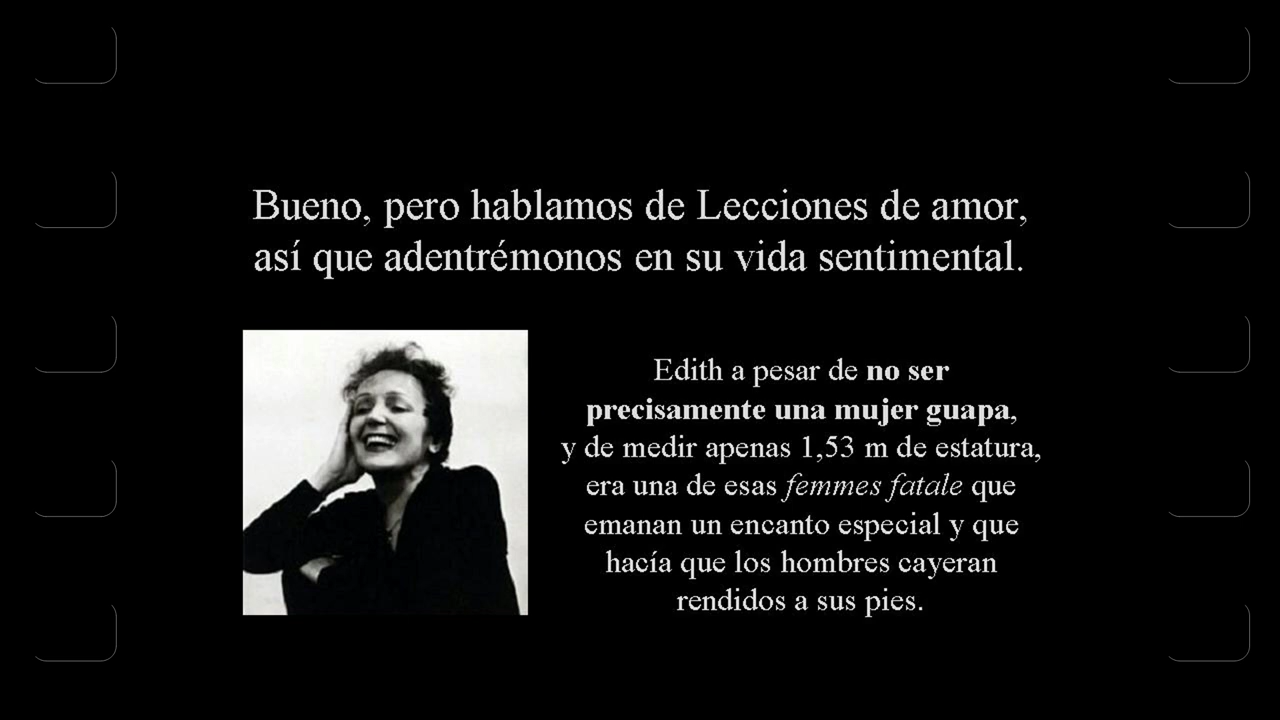 Bueno, pero hablamos de Lecciones de amor,
así que adentrémonos en su vida sentimental.
Edith a pesar de no ser
precisamente una mujer guapa,
y de medir apenas 1,53 m de estatura,
era una de esas femmes fatale que
emanan un encanto especial y que
hacía que los hombres cayeran
rendidos a sus pies.